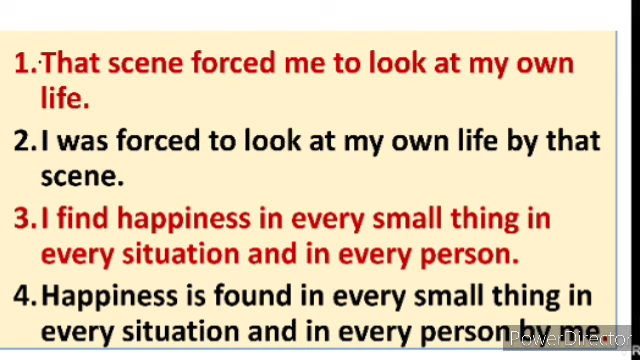 1. That scene forced me to look at my own
life.
2. I was forced to look at my own life by that
scene.
3. I find happiness in every small thing in
every situation and in every person.
4. Happiness is found in every small thing in
every situation and in every person by me.
PowerDirector